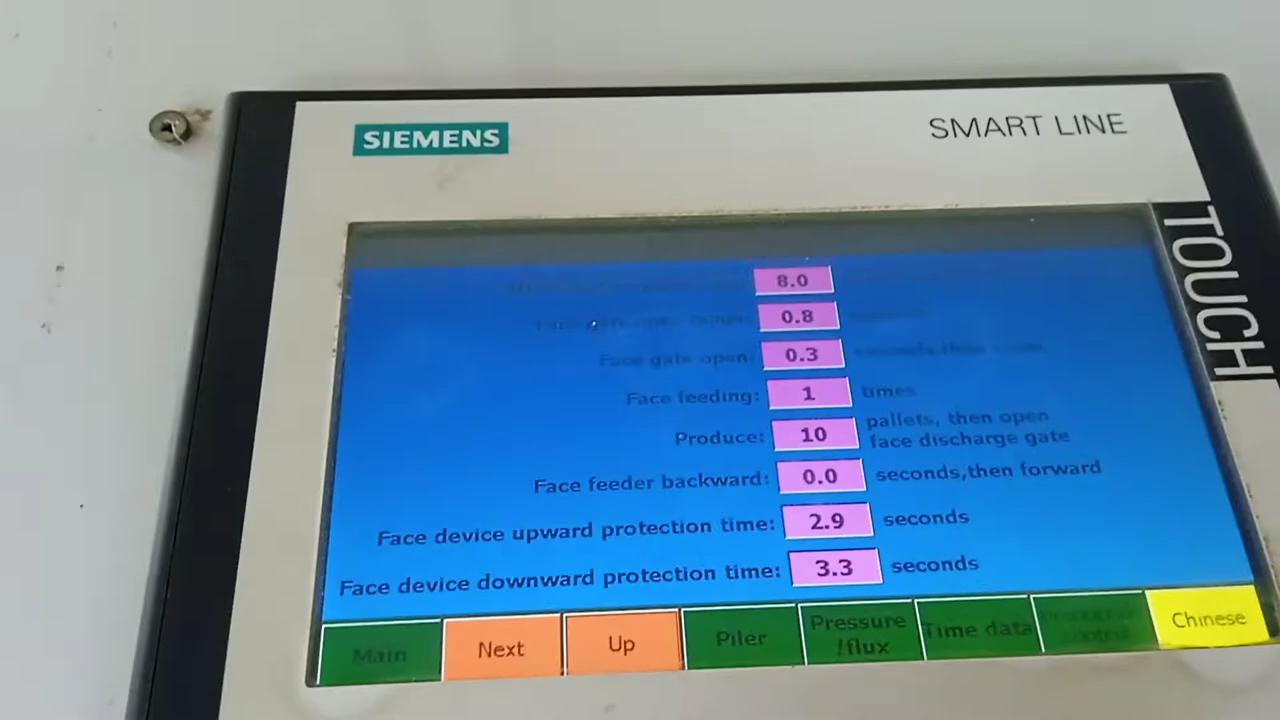 SIEMENS
SMART LINE
TOUCH
8.0
0.8
Face gate open: 0.3 seconds, then
Face feeding: 1 times
Produce: 10 pallets, then open
face discharge gate
Face feeder backward: 0.0 seconds,then forward
Face device upward protection time: 2.9 seconds
Face device downward protection time: 3.3 seconds
Main
Next
Up
Piler
Pressure
/flux
Time data
control
Chinese